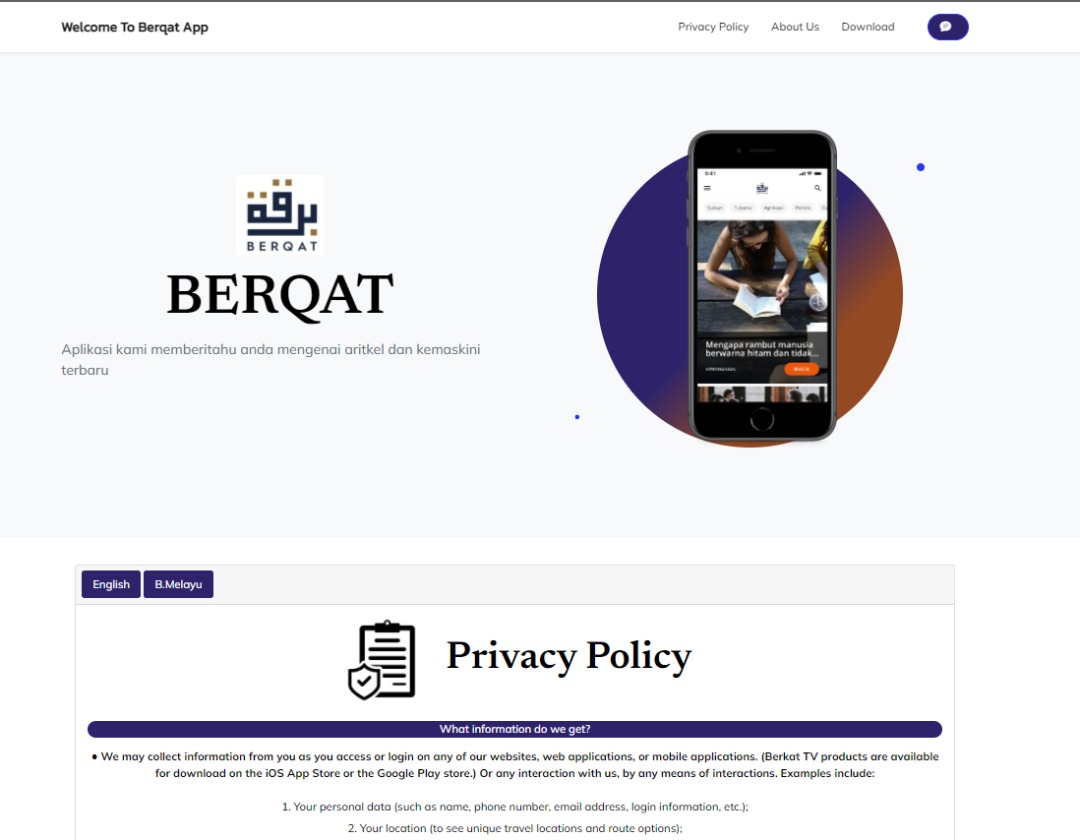 Welcome To Berqat App
Privacy Policy
About Us
Download
برقة
BERQAT
BERQAT
Aplikasi kami memberitahu anda mengenai aritkel dan kemaskini
terbaru
9:41
برقة
Sukan
Aplikasi
Politik
Mengapa rambut manusia
berwarna hitam dan tidak...
BACA
English
B.Melayu
Privacy Policy
What information do we get?
● We may collect information from you as you access or login on any of our websites, web applications, or mobile applications. (Berkat TV products are available
for download on the iOS App Store or the Google Play store.) Or any interaction with us, by any means of interactions. Examples include:
1. Your personal data (such as name, phone number, email address, login information, etc.);
2. Your location (to see unique travel locations and route options);